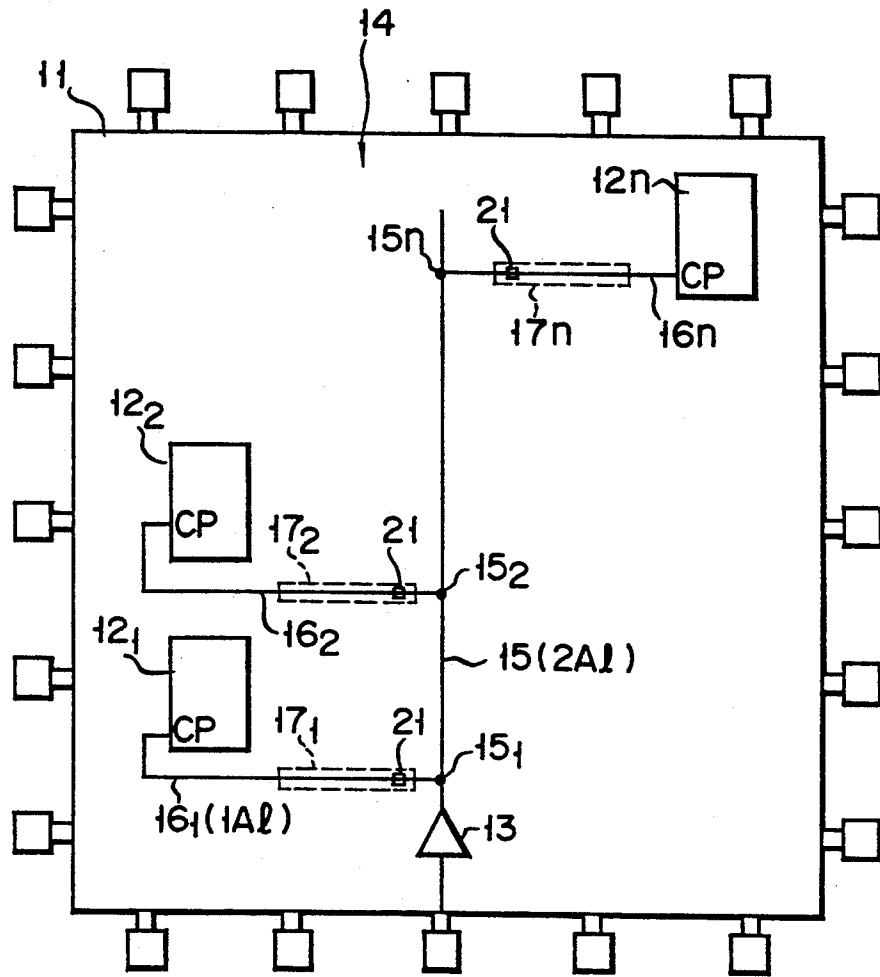 14
11
12n
21
15n
CP
17n
16n
12₂
CP
17₂
21
15₂
16₂
12₁
15(2Aℓ)
CP
17₁
21
15₁
16₁(1Aℓ)
13